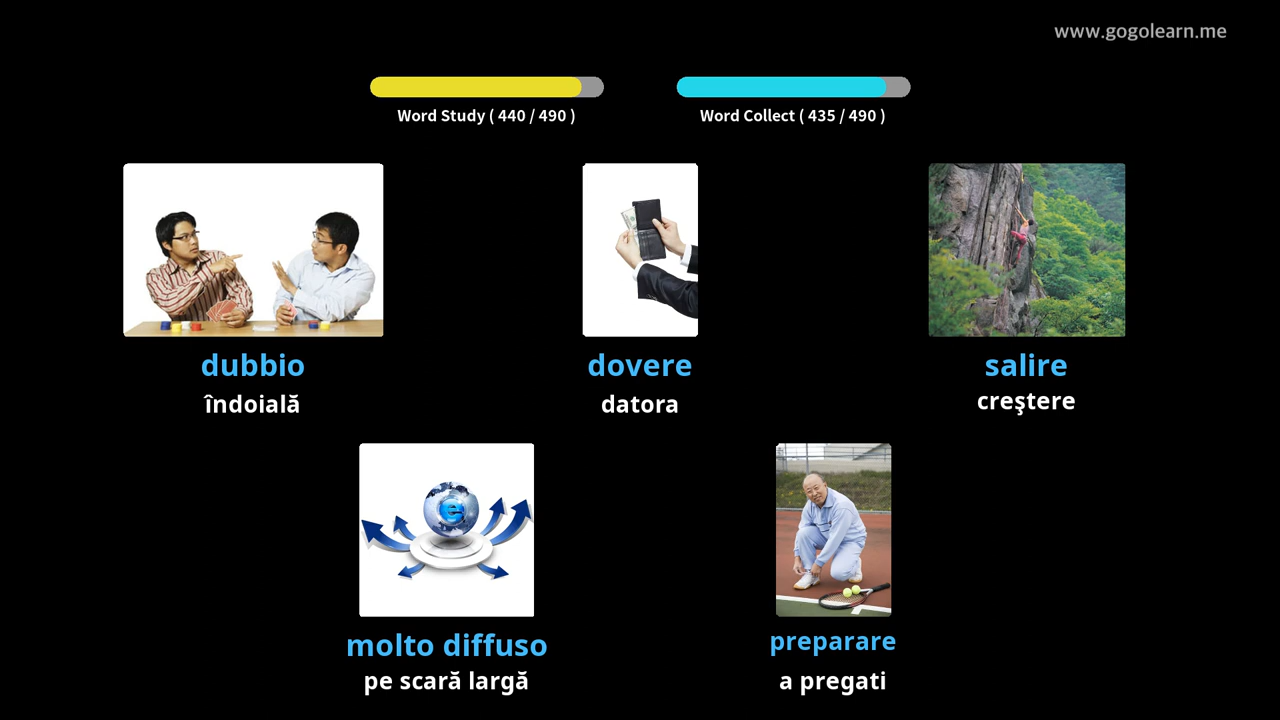 www.gogolearn.me
Word Study ( 440 / 490 )
Word Collect ( 435 / 490 )
dubbio
îndoială
dovere
datora
salire
creştere
e
molto diffuso
pe scară largă
preparare
a pregati